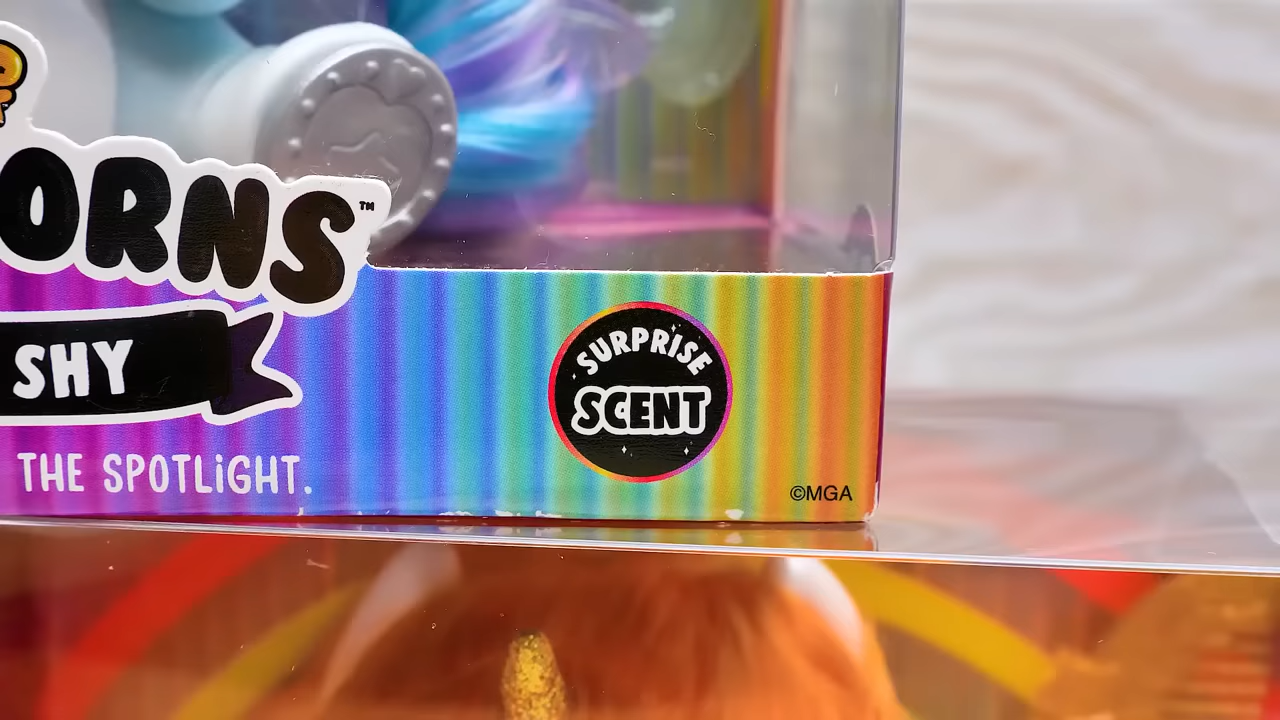 ORNS™
SHY
THE SPOTLiGHT.
SURPRISE
SCENT
©MGA